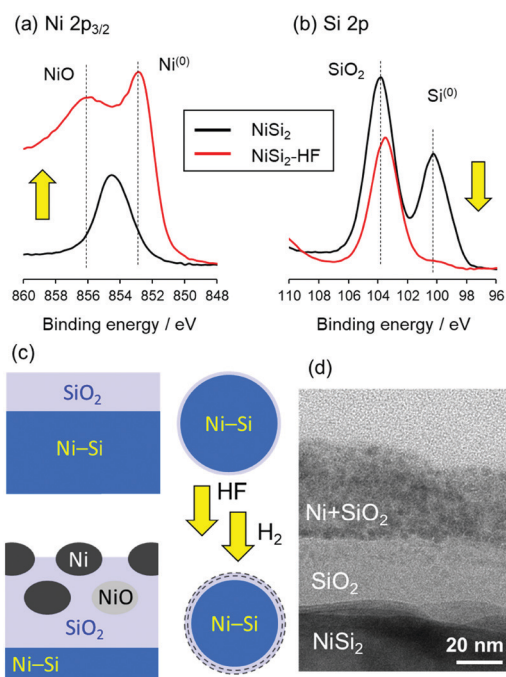 (a) Ni 2p3/2
NiO
Ni(0)
(b) Si 2p
SiO2
Si(0)
NiSi2
NiSi2-HF
860 858 856 854 852 850 848
Binding energy / eV
110 108 106 104 102 100 98 96
Binding energy / eV
(c)
SiO2
Ni–Si
Ni–Si
HF
H2
Ni
NiO
SiO2
Ni–Si
Ni–Si
(d)
Ni+SiO2
SiO2
NiSi2
20 nm